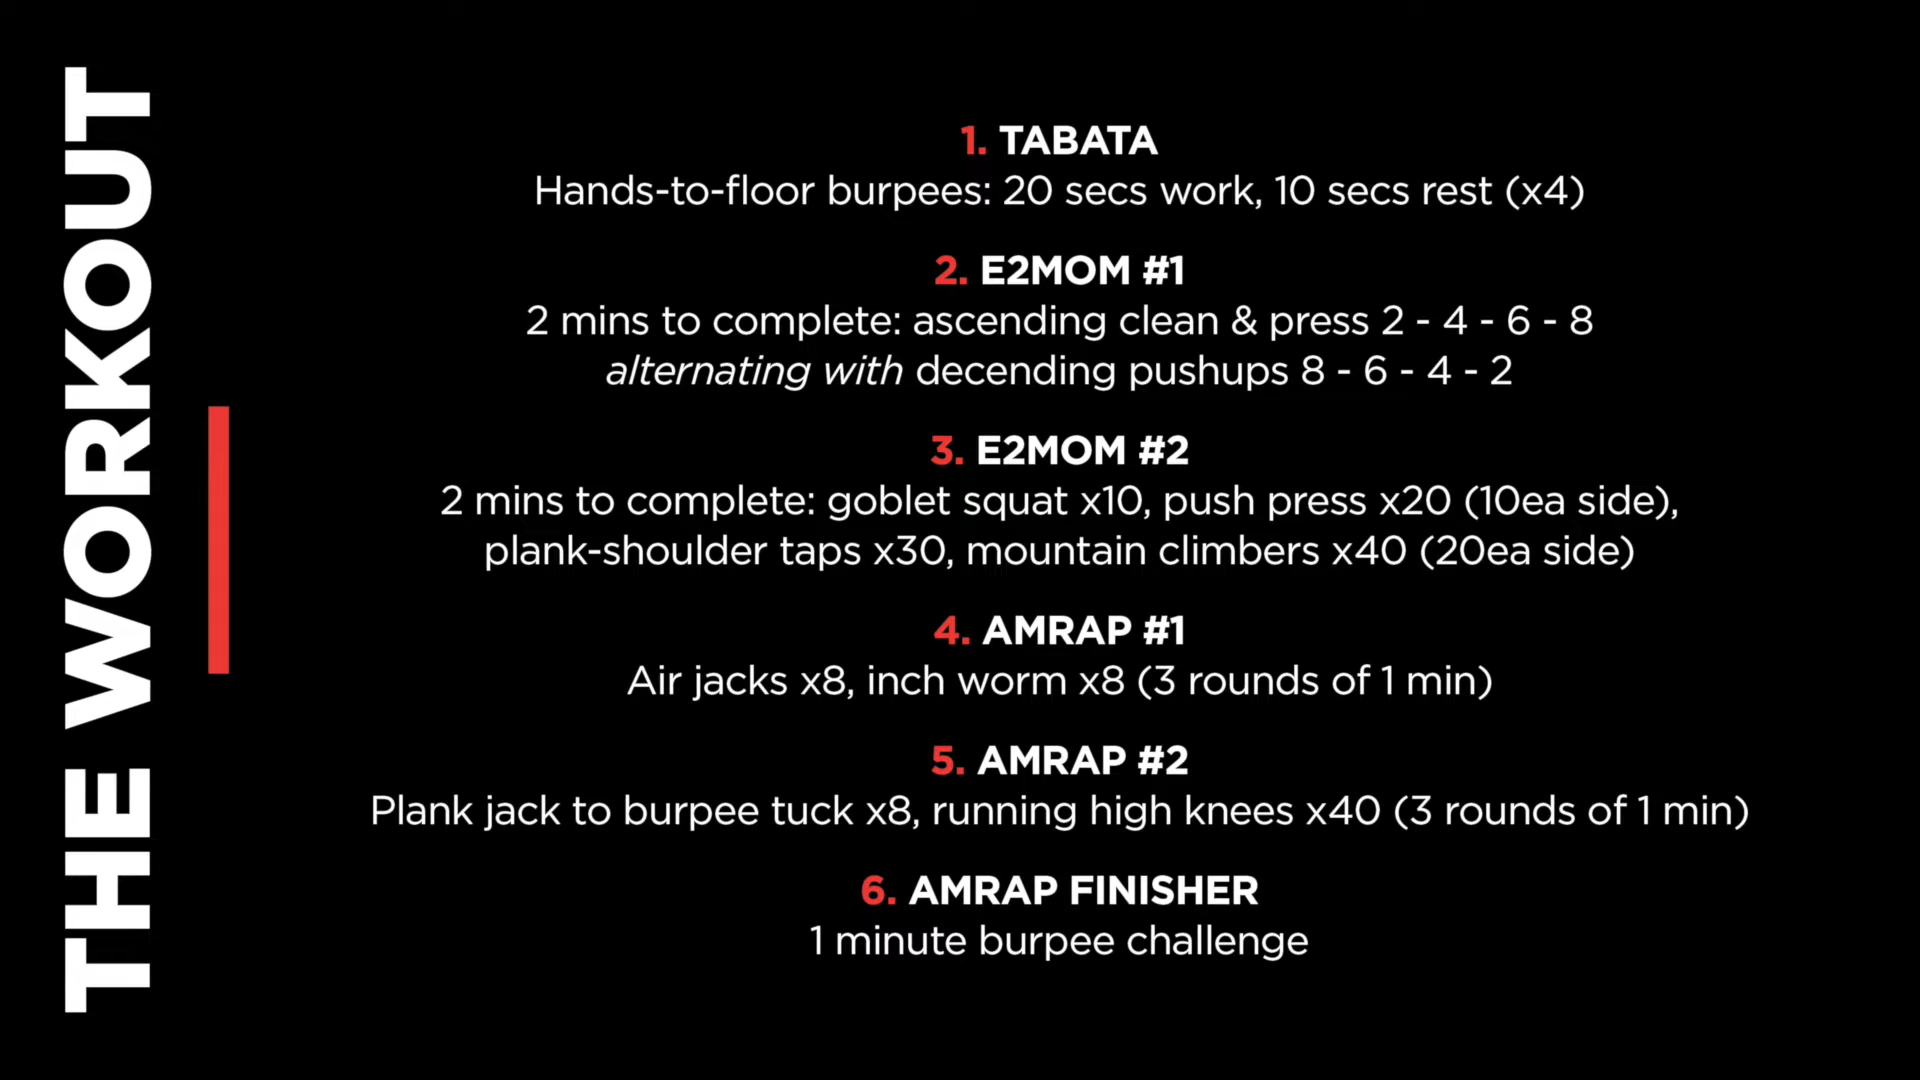 THE WORKOUT
1. TABATA
Hands-to-floor burpees: 20 secs work, 10 secs rest (x4)
2. E2MOM #1
2 mins to complete: ascending clean & press 2 - 4 - 6 - 8
alternating with decending pushups 8 - 6 - 4 - 2
3. E2MOM #2
2 mins to complete: goblet squat x10, push press x20 (10ea side),
plank-shoulder taps x30, mountain climbers x40 (20ea side)
4. AMRAP #1
Air jacks x8, inch worm x8 (3 rounds of 1 min)
5. AMRAP #2
Plank jack to burpee tuck x8, running high knees x40 (3 rounds of 1 min)
6. AMRAP FINISHER
1 minute burpee challenge